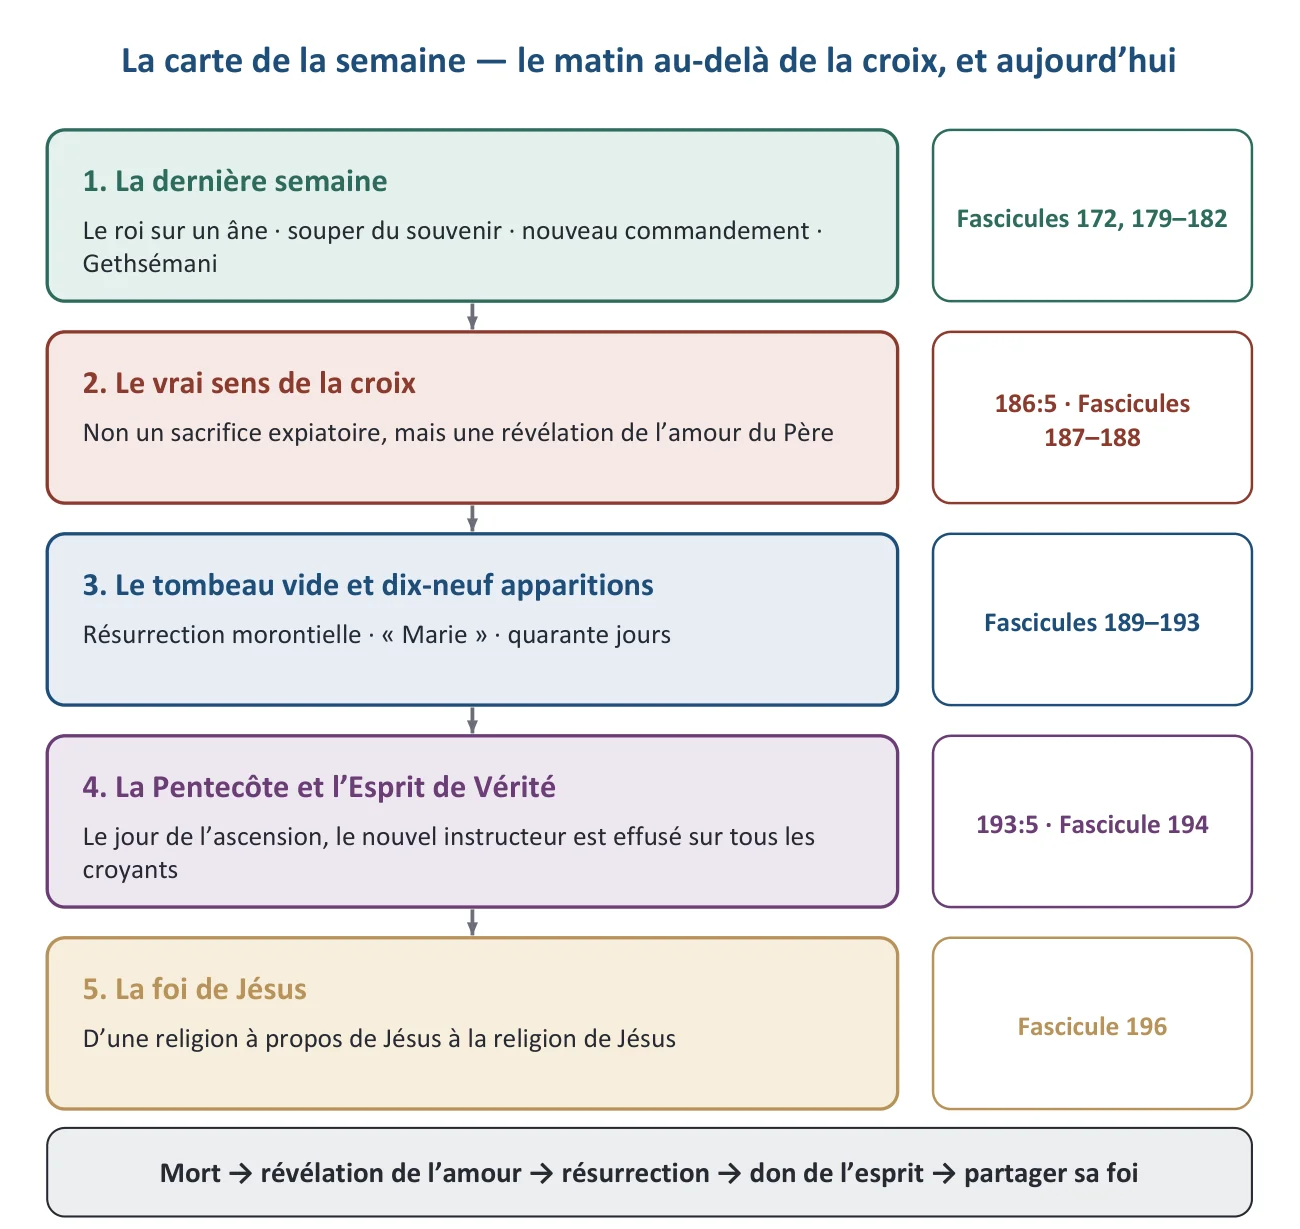 La carte de la semaine — le matin au-delà de la croix, et aujourd’hui
1. La dernière semaine
Le roi sur un âne · souper du souvenir · nouveau commandement ·
Gethsémani
Fascicules 172, 179–182
2. Le vrai sens de la croix
Non un sacrifice expiatoire, mais une révélation de l’amour du Père
186:5 · Fascicules
187–188
3. Le tombeau vide et dix-neuf apparitions
Résurrection morontielle · « Marie » · quarante jours
Fascicules 189–193
4. La Pentecôte et l’Esprit de Vérité
Le jour de l’ascension, le nouvel instructeur est effusé sur tous les
croyants
193:5 · Fascicule 194
5. La foi de Jésus
D’une religion à propos de Jésus à la religion de Jésus
Fascicule 196
Mort → révélation de l’amour → résurrection → don de l’esprit → partager sa foi